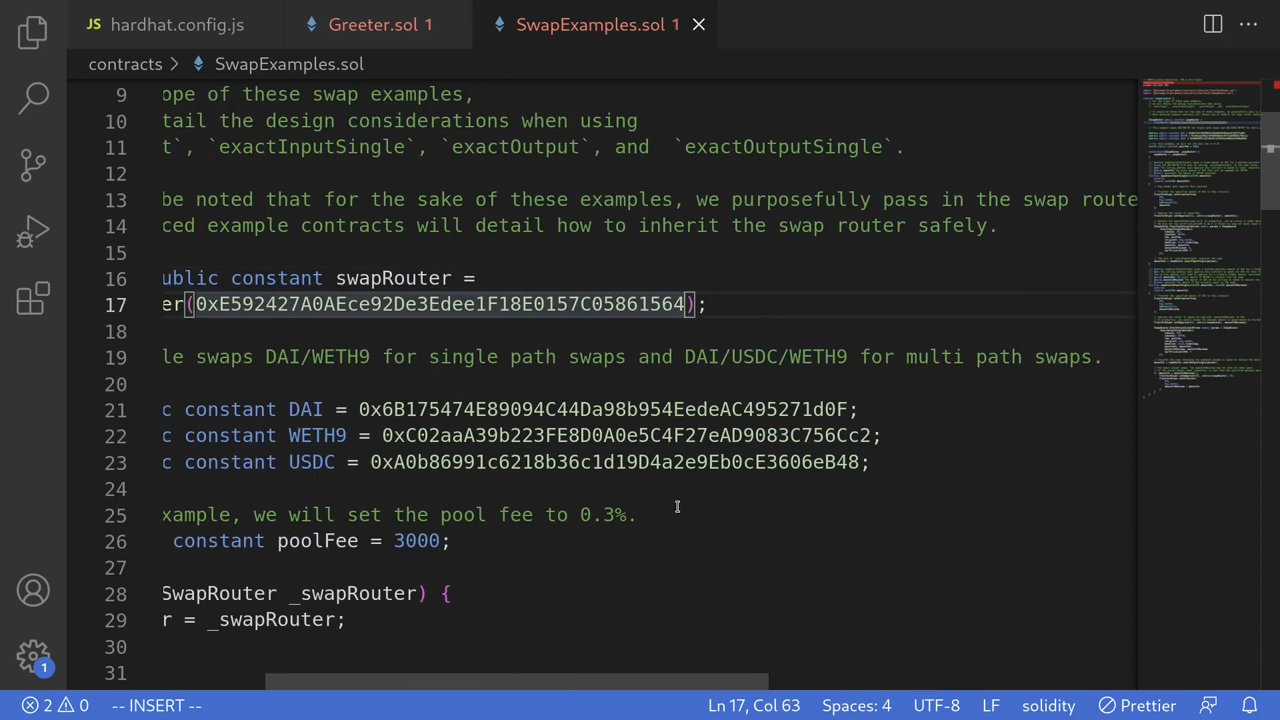 JS hardhat.config.js Greeter.sol 1 SwapExamples.sol 1
contracts > SwapExamples.sol
9 ope of these swap examples,
10 tail the design considerations when using
11 t`, `exactInputSingle`, `exactOutput`, and `exactOutputSingle`.
12
13 be noted that for the sake of these examples, we purposefully pass in the swap route
14 ced example contracts will detail how to inherit the swap router safely.
15
16 ublic constant swapRouter =
17 er(0xE592427A0AEce92De3Edee1F18E0157C05861564);
18
19 le swaps DAI/WETH9 for single path swaps and DAI/USDC/WETH9 for multi path swaps.
20
21 c constant DAI = 0x6B175474E89094C44Da98b954EedeAC495271d0F;
22 c constant WETH9 = 0xC02aaA39b223FE8D0A0e5C4F27eAD9083C756Cc2;
23 c constant USDC = 0xA0b86991c6218b36c1d19D4a2e9Eb0cE3606eB48;
24
25 xample, we will set the pool fee to 0.3%.
26 constant poolFee = 3000;
27
28 SwapRouter _swapRouter) {
29 r = _swapRouter;
30
31
1
2 0 -- INSERT -- Ln 17, Col 63 Spaces: 4 UTF-8 LF solidity Prettier